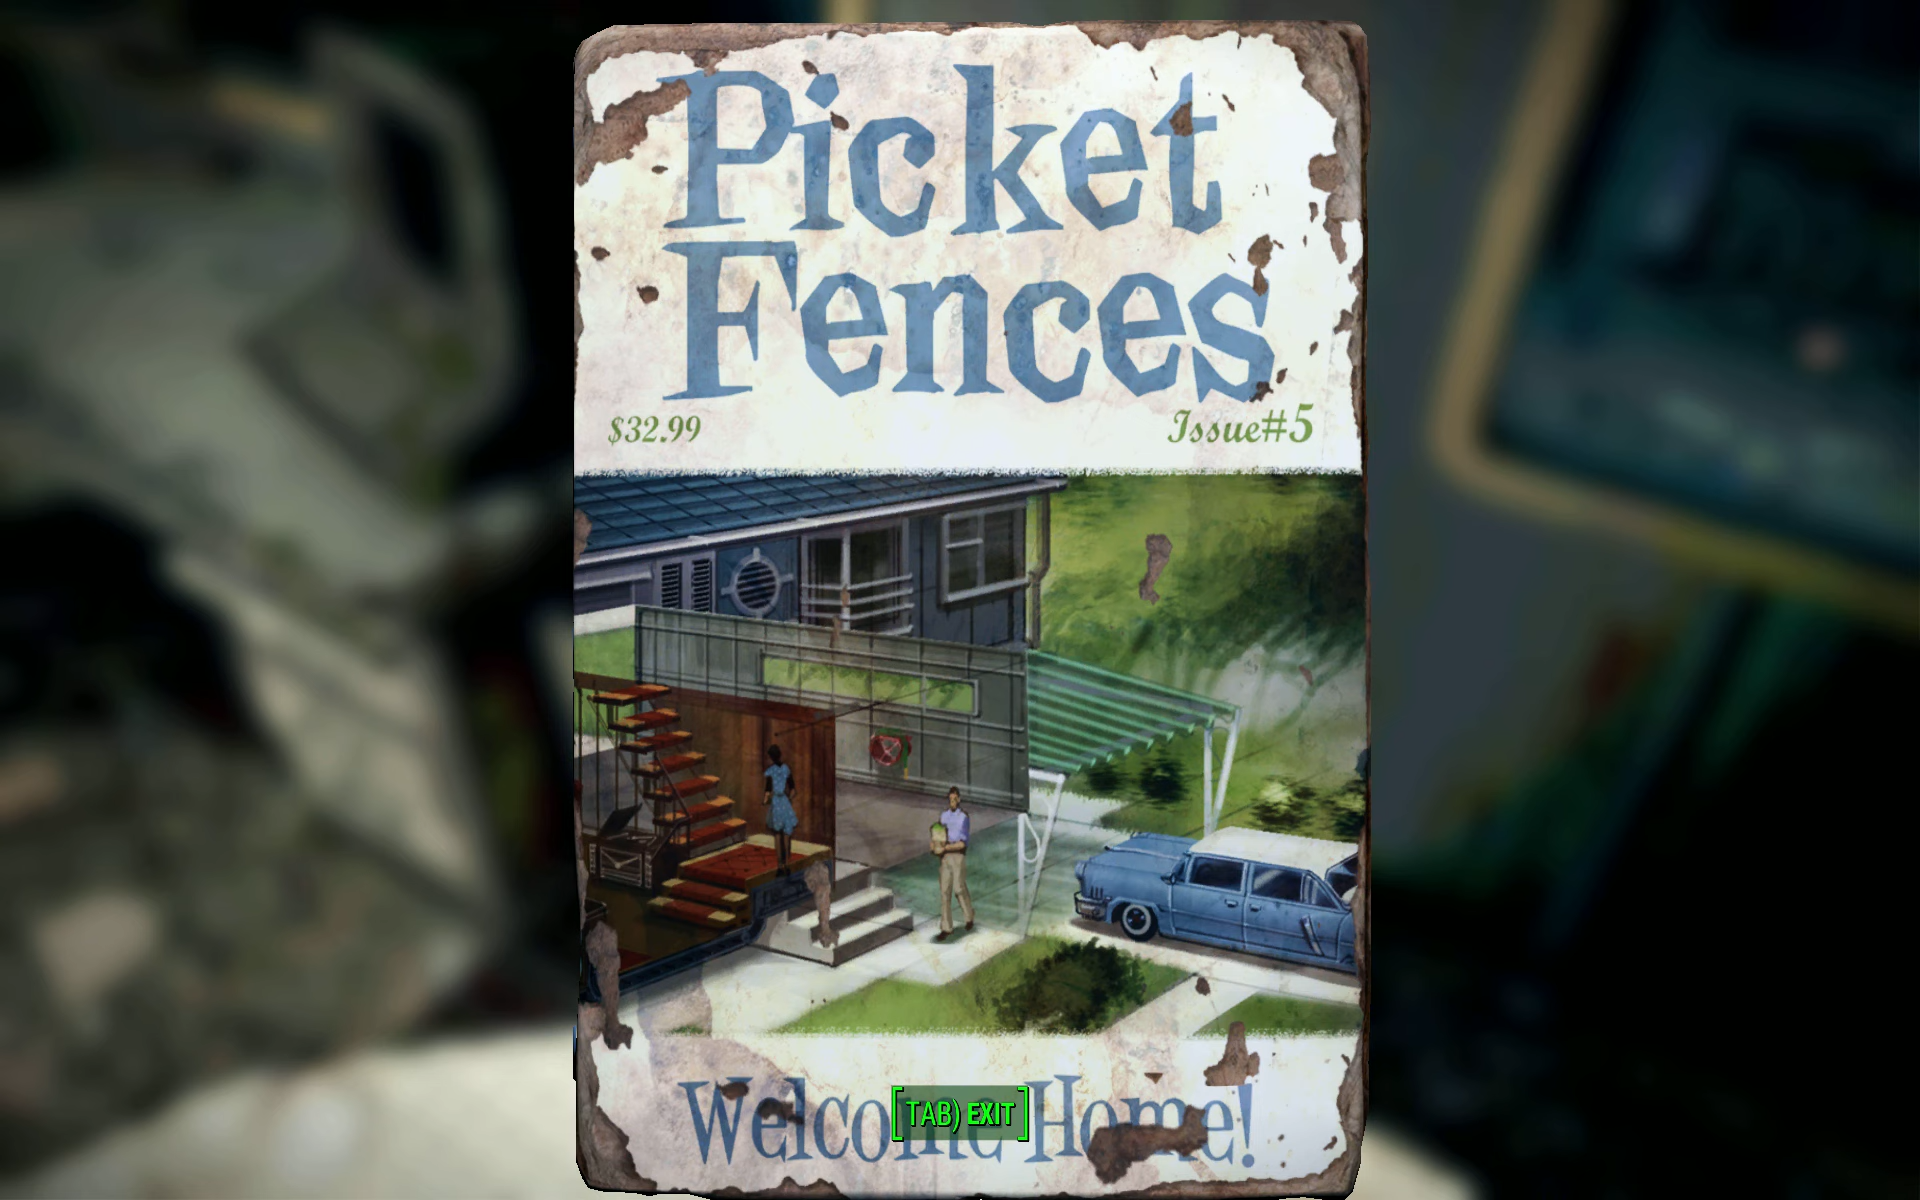 Picket
Fences
$32.99 Issue#5
Welcome Home!
[TAB) EXIT]